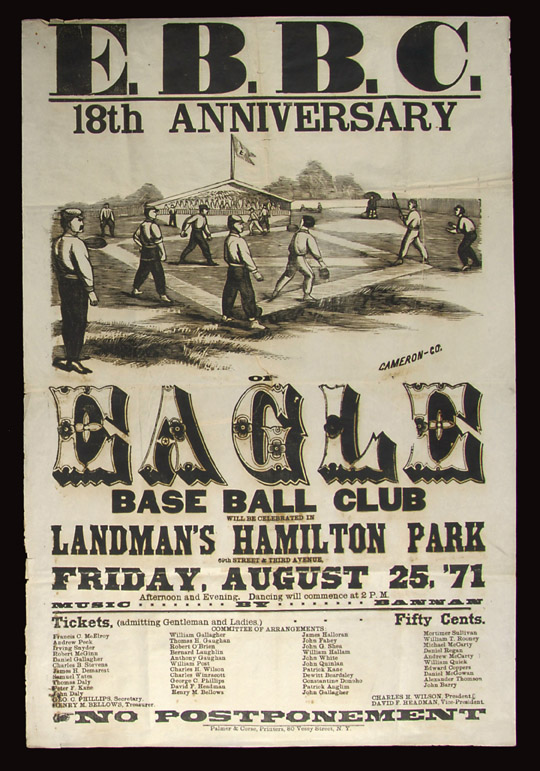 E. B. B. C.
18th ANNIVERSARY
E
CAMERON-CO.
OF
EAGLE
BASE BALL CLUB
WILL BE CELEBRATED IN
LANDMAN'S HAMILTON PARK
69th STREET & THIRD AVENUE,
FRIDAY, AUGUST 25, '71
Afternoon and Evening. Dancing will commence at 2 P. M.
MUSIC BY BANNAN
Tickets, (admitting Gentleman and Ladies,) Fifty Cents.
COMMITTEE OF ARRANGEMENTS:
Francis C. McElroy
Andrew Peck
Irving Snyder
Robert McGinn
Daniel Gallagher
Charles B. Stevens
James H. Demarest
Samuel Yates
Thomas Daly
Peter F. Kane
John Daly
GEO. C. PHILLIPS, Secretary.
HENRY M. BELLOWS, Treasurer.
William Gallagher
Thomas H. Gaughan
Robert O'Brien
Bernard Laughlin
Anthony Gaughan
William Post
Charles H. Wilson
Charles Winscott
George C. Phillips
David F. Headman
Henry M. Bellows
James Halloran
John Fahey
John G. Shea
William Hallam
John White
John Quinlan
Patrick Kane
Dewitt Beardsley
Constantine Donoho
Patrick Anglim
John Gallagher
Mortimer Sullivan
William T. Rooney
Michael McCarty
Daniel Regan
Andrew McCarty
William Quick
Edward Coppers
Daniel McGowan
Alexander Thomson
John Barry
CHARLES H. WILSON, President,
DAVID F. HEADMAN, Vice-President.
NO POSTPONEMENT
Palmer & Corse, Printers, 80 Vesey Street, N. Y.